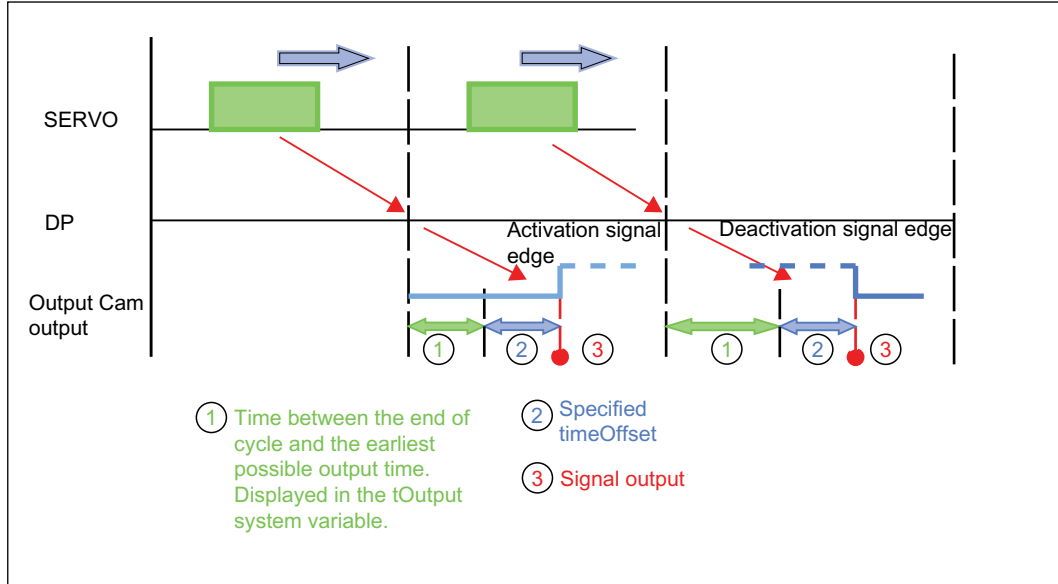 SERVO
DP
Activation signal
edge
Deactivation signal edge
Output Cam
output
1
2
3
1
2
3
1 Time between the end of
cycle and the earliest
possible output time.
Displayed in the tOutput
system variable.
2 Specified
timeOffset
3 Signal output